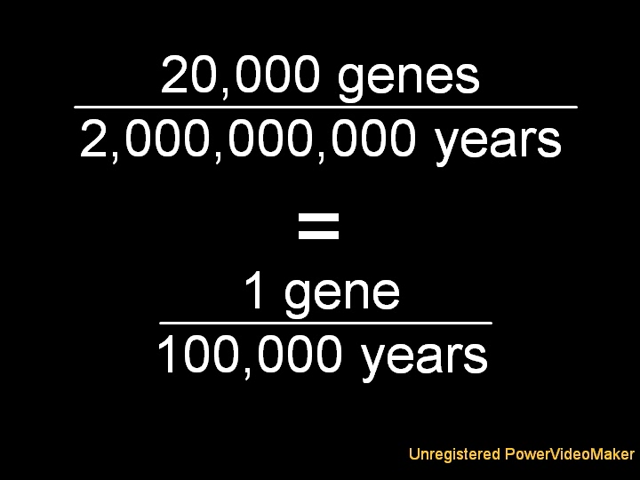 20,000 genes
2,000,000,000 years
=
1 gene
100,000 years
Unregistered PowerVideoMaker